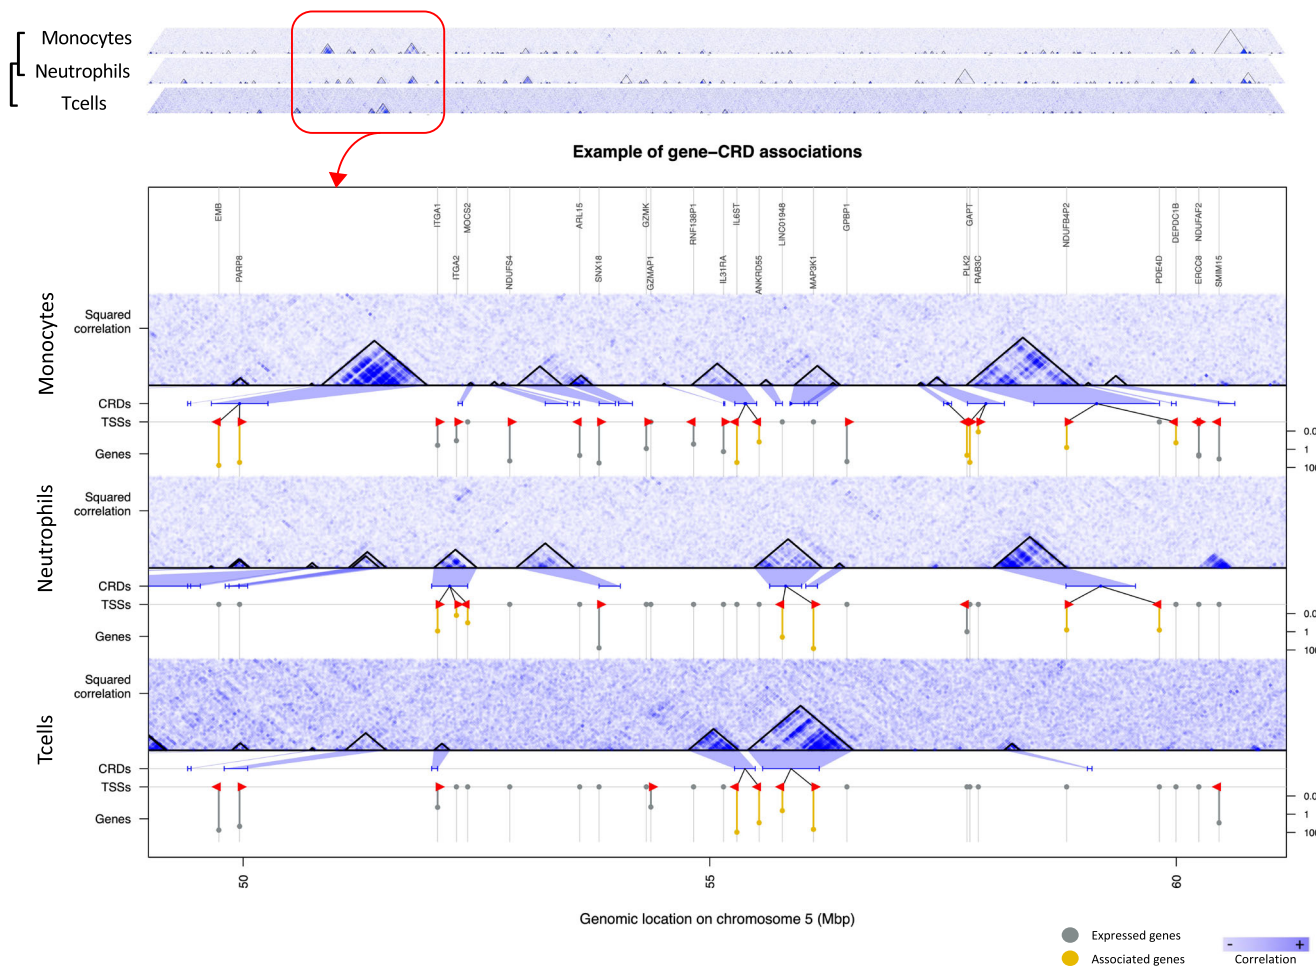 Monocytes
Neutrophils
Tcells
Example of gene−CRD associations
EMB
PARP8
ITGA1
ITGA2
MOCS2
NDUFS4
ARL15
SNX18
GZMK
GZMAP1
RNF138P1
IL31RA
IL6ST
ANKRD55
LINC01948
MAP3K1
GPBP1
PLK2
GAPT
RAB3C
NDUFB4P2
PDE4D
DEPDC1B
ERCC8
NDUFAF2
SMIM15
Monocytes
Squared
correlation
CRDs
TSSs
Genes
0.0
1
100
Neutrophils
Squared
correlation
CRDs
TSSs
Genes
0.0
1
100
Tcells
Squared
correlation
CRDs
TSSs
Genes
0.0
1
100
50
55
60
Genomic location on chromosome 5 (Mbp)
Expressed genes
Associated genes
- +
Correlation